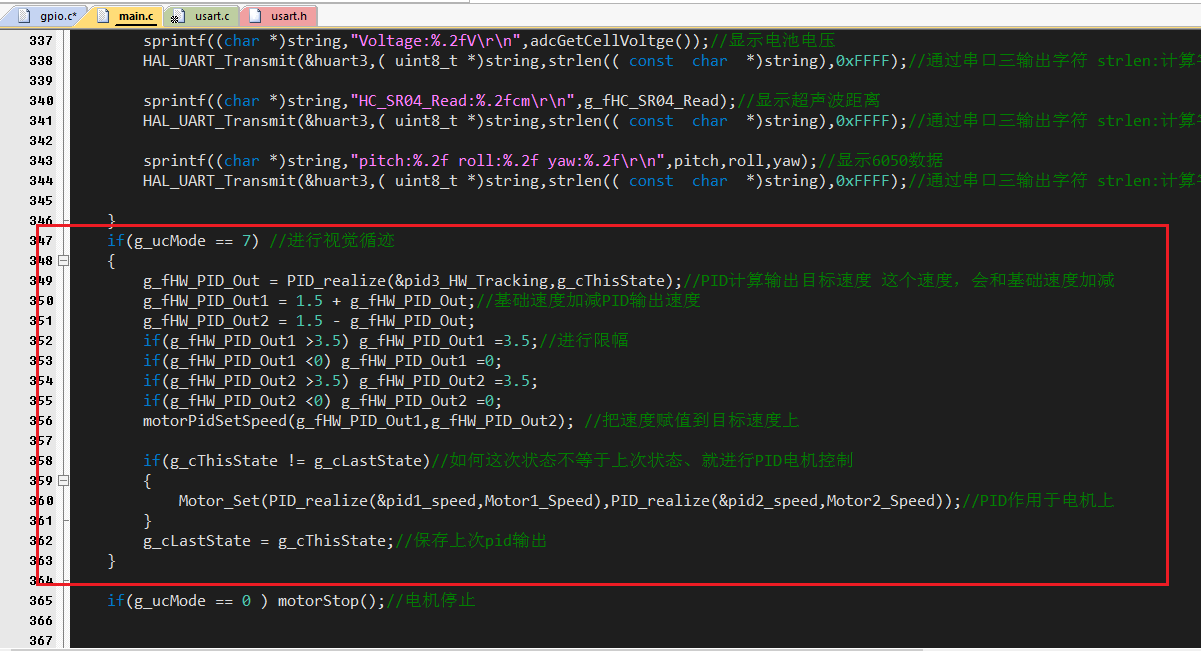 gpio.c* main.c usart.c usart.h
337 sprintf((char *)string,"Voltage:%.2fV\r\n",adcGetCellVoltge());//显示电池电压
338 HAL_UART_Transmit(&huart3,( uint8_t *)string,strlen(( const  char  *)string),0xFFFF);//通过串口三输出字符 strlen:计算
339
340 sprintf((char *)string,"HC_SR04_Read:%.2fcm\r\n",g_fHC_SR04_Read);//显示超声波距离
341 HAL_UART_Transmit(&huart3,( uint8_t *)string,strlen(( const  char  *)string),0xFFFF);//通过串口三输出字符 strlen:计算
342
343 sprintf((char *)string,"pitch:%.2f roll:%.2f yaw:%.2f\r\n",pitch,roll,yaw);//显示6050数据
344 HAL_UART_Transmit(&huart3,( uint8_t *)string,strlen(( const  char  *)string),0xFFFF);//通过串口三输出字符 strlen:计算
345
346 }
347 if(g_ucMode == 7) //进行视觉循迹
348 {
349 g_fHW_PID_Out = PID_realize(&pid3_HW_Tracking,g_cThisState);//PID计算输出目标速度 这个速度，会和基础速度加减
350 g_fHW_PID_Out1 = 1.5 + g_fHW_PID_Out;//基础速度加减PID输出速度
351 g_fHW_PID_Out2 = 1.5 - g_fHW_PID_Out;
352 if(g_fHW_PID_Out1 >3.5) g_fHW_PID_Out1 =3.5;//进行限幅
353 if(g_fHW_PID_Out1 <0) g_fHW_PID_Out1 =0;
354 if(g_fHW_PID_Out2 >3.5) g_fHW_PID_Out2 =3.5;
355 if(g_fHW_PID_Out2 <0) g_fHW_PID_Out2 =0;
356 motorPidSetSpeed(g_fHW_PID_Out1,g_fHW_PID_Out2); //把速度赋值到目标速度上
357
358 if(g_cThisState != g_cLastState)//如何这次状态不等于上次状态、就进行PID电机控制
359 {
360 Motor_Set(PID_realize(&pid1_speed,Motor1_Speed),PID_realize(&pid2_speed,Motor2_Speed));//PID作用于电机上
361 }
362 g_cLastState = g_cThisState;//保存上次pid输出
363 }
364
365 if(g_ucMode == 0 ) motorStop();//电机停止
366
367